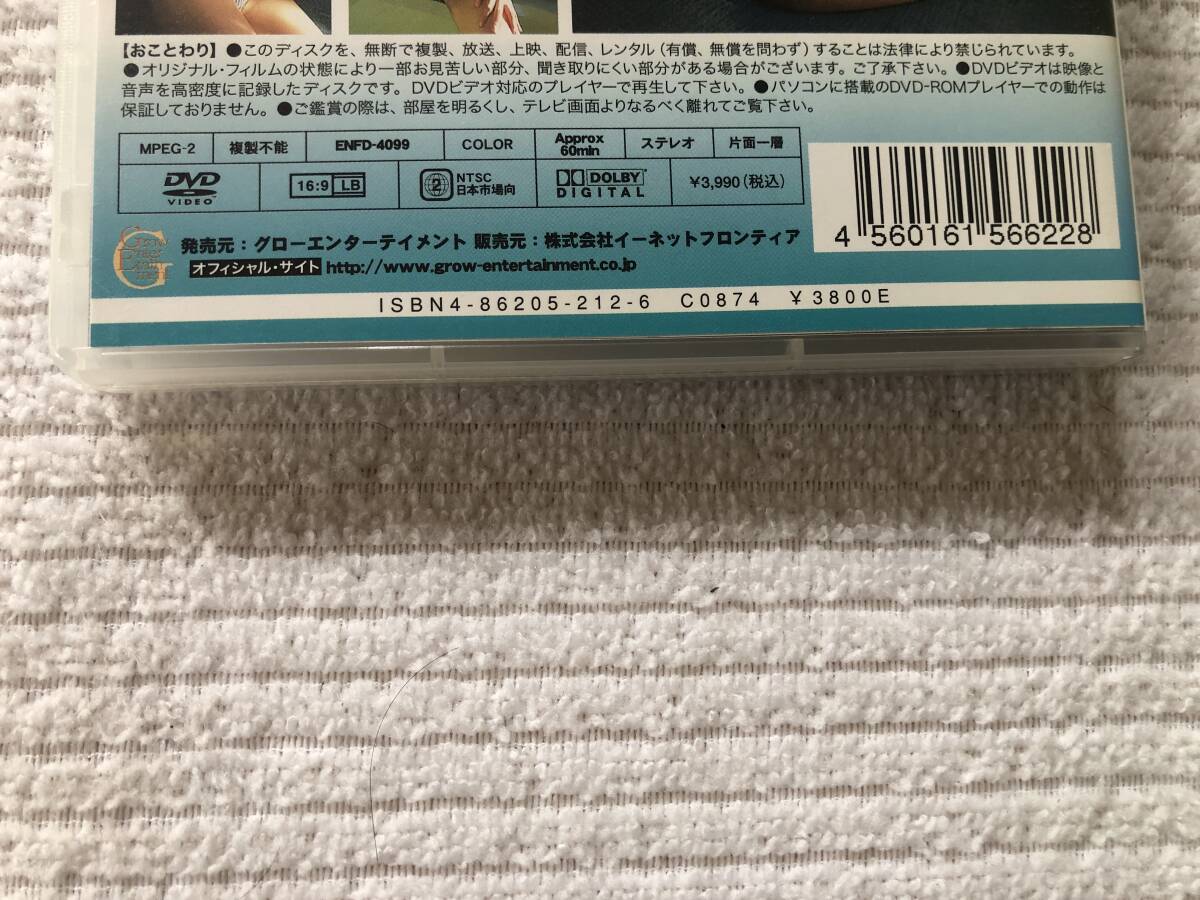 【おことわり】●このディスクを、無断で複製、放送、上映、配信、レンタル（有償、無償を問わず）することは法律により禁じられています。
●オリジナル・フィルムの状態により一部お見苦しい部分、聞き取りにくい部分がある場合がございます。ご了承下さい。●DVDビデオは映像と
音声を高密度に記録したディスクです。DVDビデオ対応のプレイヤーで再生して下さい。●パソコンに搭載のDVD-ROMプレイヤーでの動作は
保証しておりません。●ご鑑賞の際は、部屋を明るくし、テレビ画面よりなるべく離れてご覧下さい。
MPEG-2 複製不能 ENFD-4099 COLOR Approx 60min ステレオ 片面一層
DVD VIDEO 16:9 LB 2 NTSC 日本市場向 DOLBY DIGITAL ¥3,990（税込）
4 560161 566228
発売元：グローエンターテイメント 販売元：株式会社イーネットフロンティア
オフィシャル・サイト http://www.grow-entertainment.co.jp
ISBN4-86205-212-6 C0874 ¥3800E